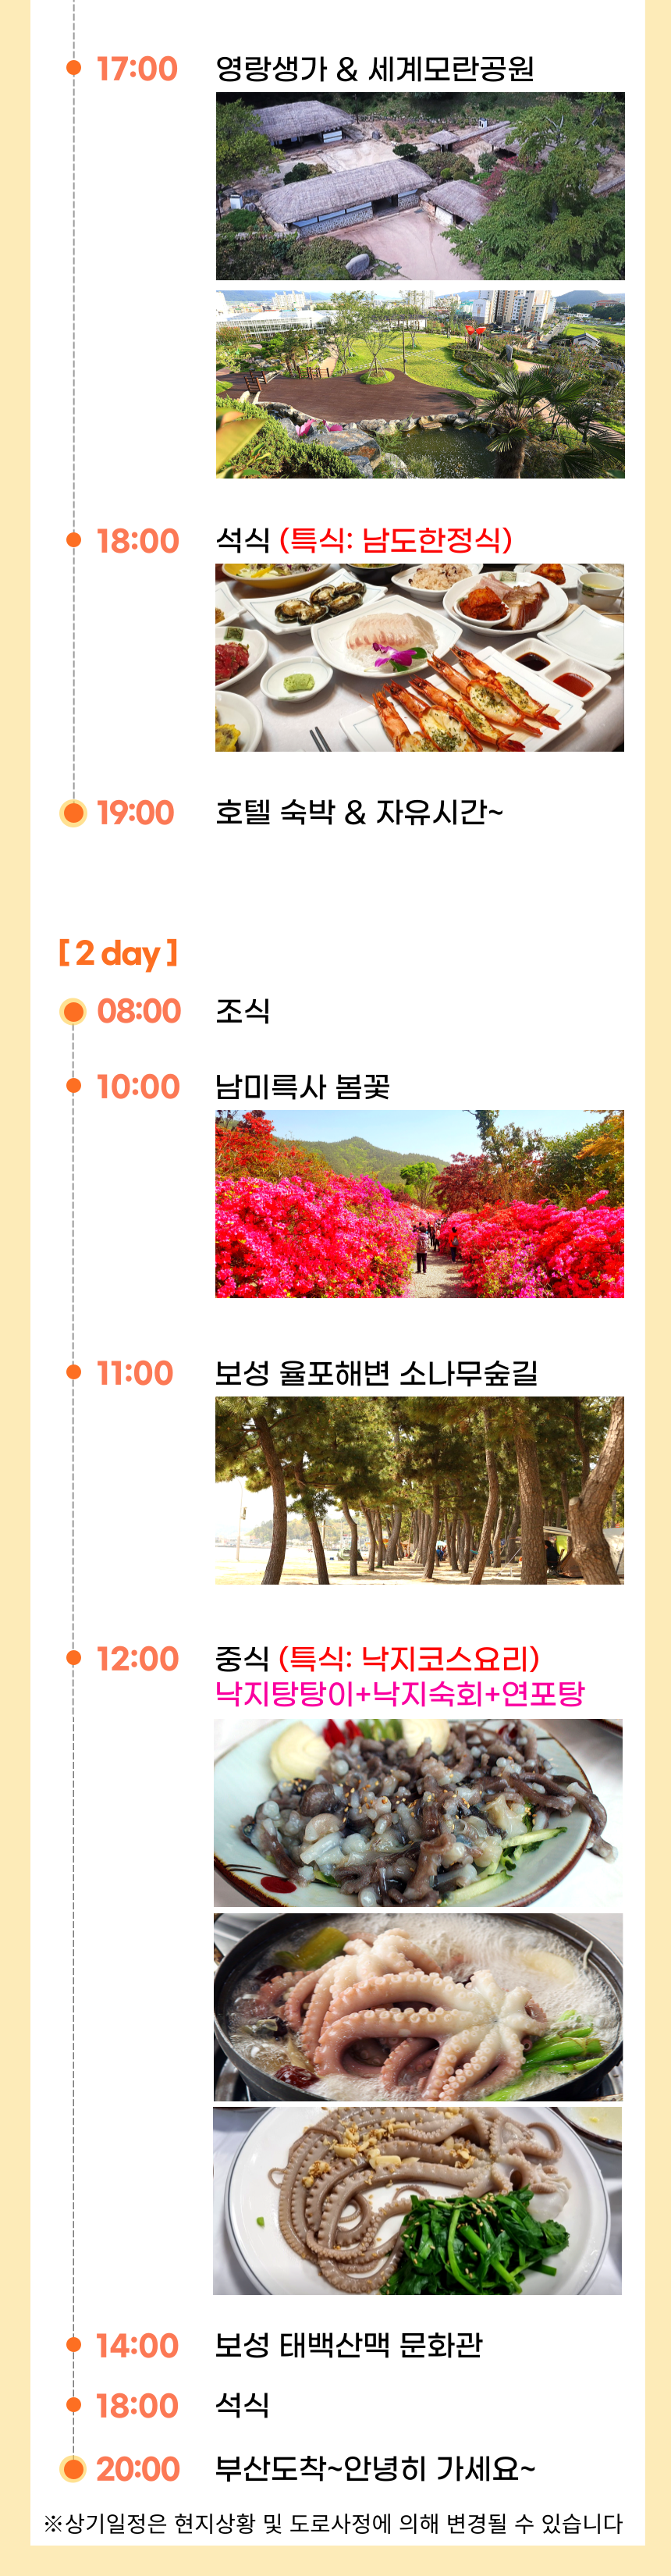 17:00 영랑생가 & 세계모란공원
18:00 석식 (특식: 남도한정식)
19:00 호텔 숙박 & 자유시간~
[ 2 day ]
08:00 조식
10:00 남미륵사 봄꽃
11:00 보성 율포해변 소나무숲길
12:00 중식 (특식: 낙지코스요리)
낙지탕탕이+낙지숙회+연포탕
14:00 보성 태백산맥 문화관
18:00 석식
20:00 부산도착~안녕히 가세요~
※상기일정은 현지상황 및 도로사정에 의해 변경될 수 있습니다